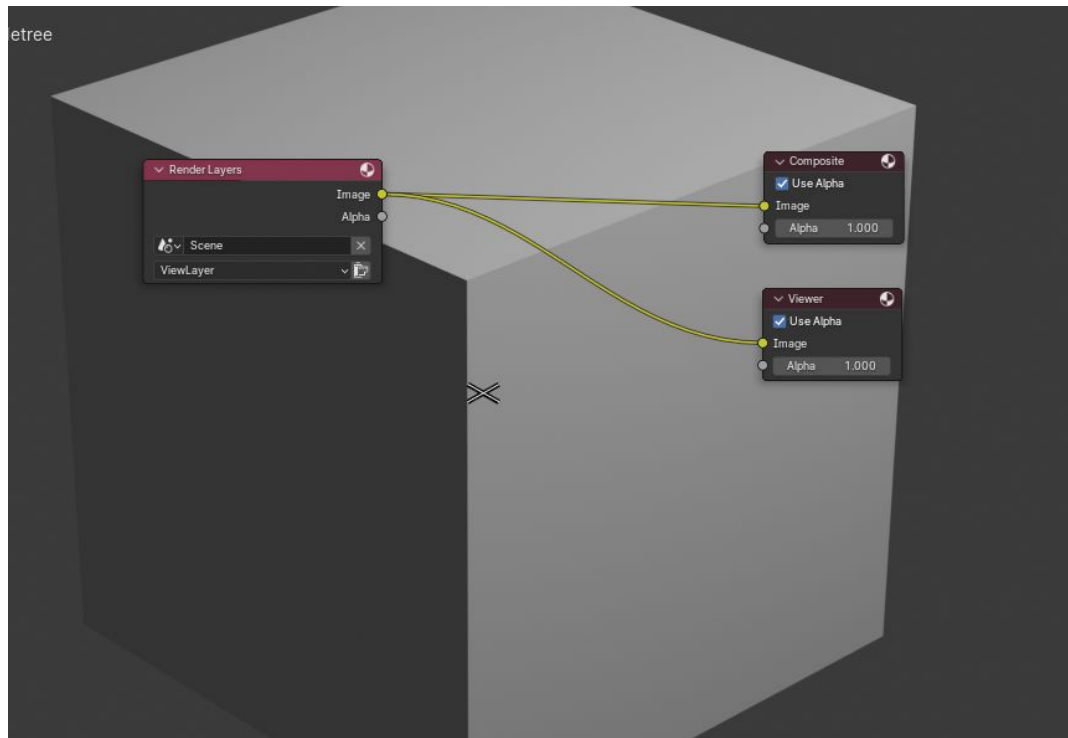 etree
Render Layers
Image
Alpha
Scene
ViewLayer
Composite
Use Alpha
Image
Alpha 1.000
Viewer
Use Alpha
Image
Alpha 1.000